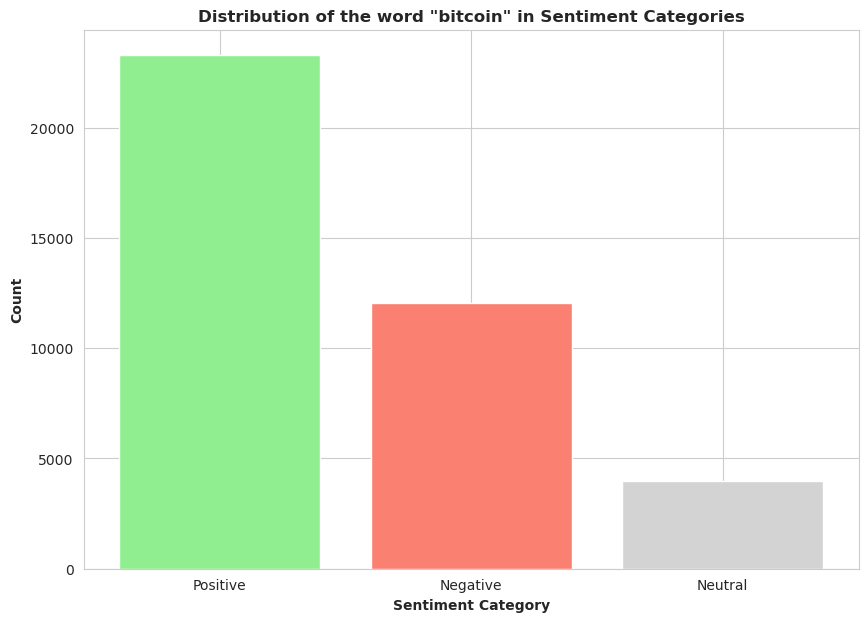 Distribution of the word "bitcoin" in Sentiment Categories
Count
20000
15000
10000
5000
0
Positive
Negative
Neutral
Sentiment Category